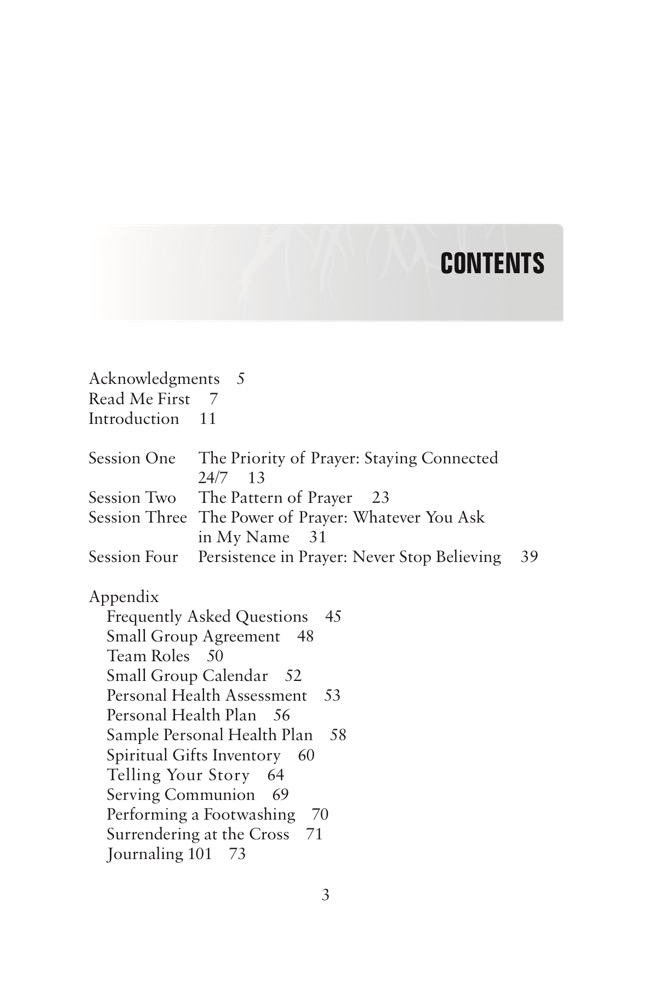 CONTENTS
Acknowledgments 5
Read Me First 7
Introduction 11
Session One The Priority of Prayer: Staying Connected
24/7 13
Session Two The Pattern of Prayer 23
Session Three The Power of Prayer: Whatever You Ask
in My Name 31
Session Four Persistence in Prayer: Never Stop Believing 39
Appendix
Frequently Asked Questions 45
Small Group Agreement 48
Team Roles 50
Small Group Calendar 52
Personal Health Assessment 53
Personal Health Plan 56
Sample Personal Health Plan 58
Spiritual Gifts Inventory 60
Telling Your Story 64
Serving Communion 69
Performing a Footwashing 70
Surrendering at the Cross 71
Journaling 101 73
3